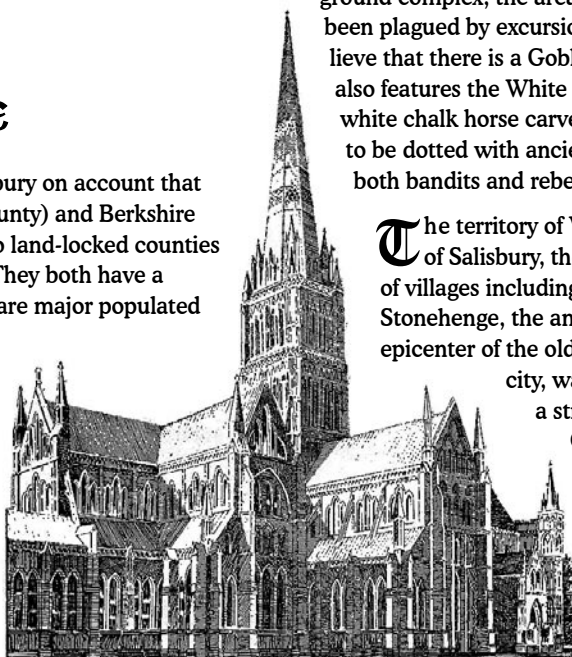 bury on account that
unty) and Berkshire
o land-locked counties
They both have a
are major populated
ground complex, the area
been plagued by excursio
lieve that there is a Gobl
also features the White
white chalk horse carve
to be dotted with ancie
both bandits and rebe
The territory of
of Salisbury, th
of villages including
Stonehenge, the an
epicenter of the old
city, wa
a st